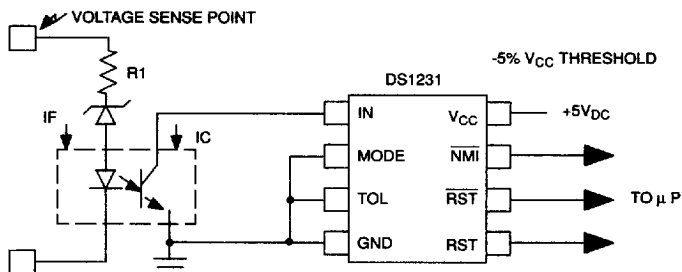 VOLTAGE SENSE POINT
R1
-5% VCC THRESHOLD
DS1231
IF
IC
IN
VCC
+5VDC
MODE
NMI
TOL
RST
TO μ P
GND
RST